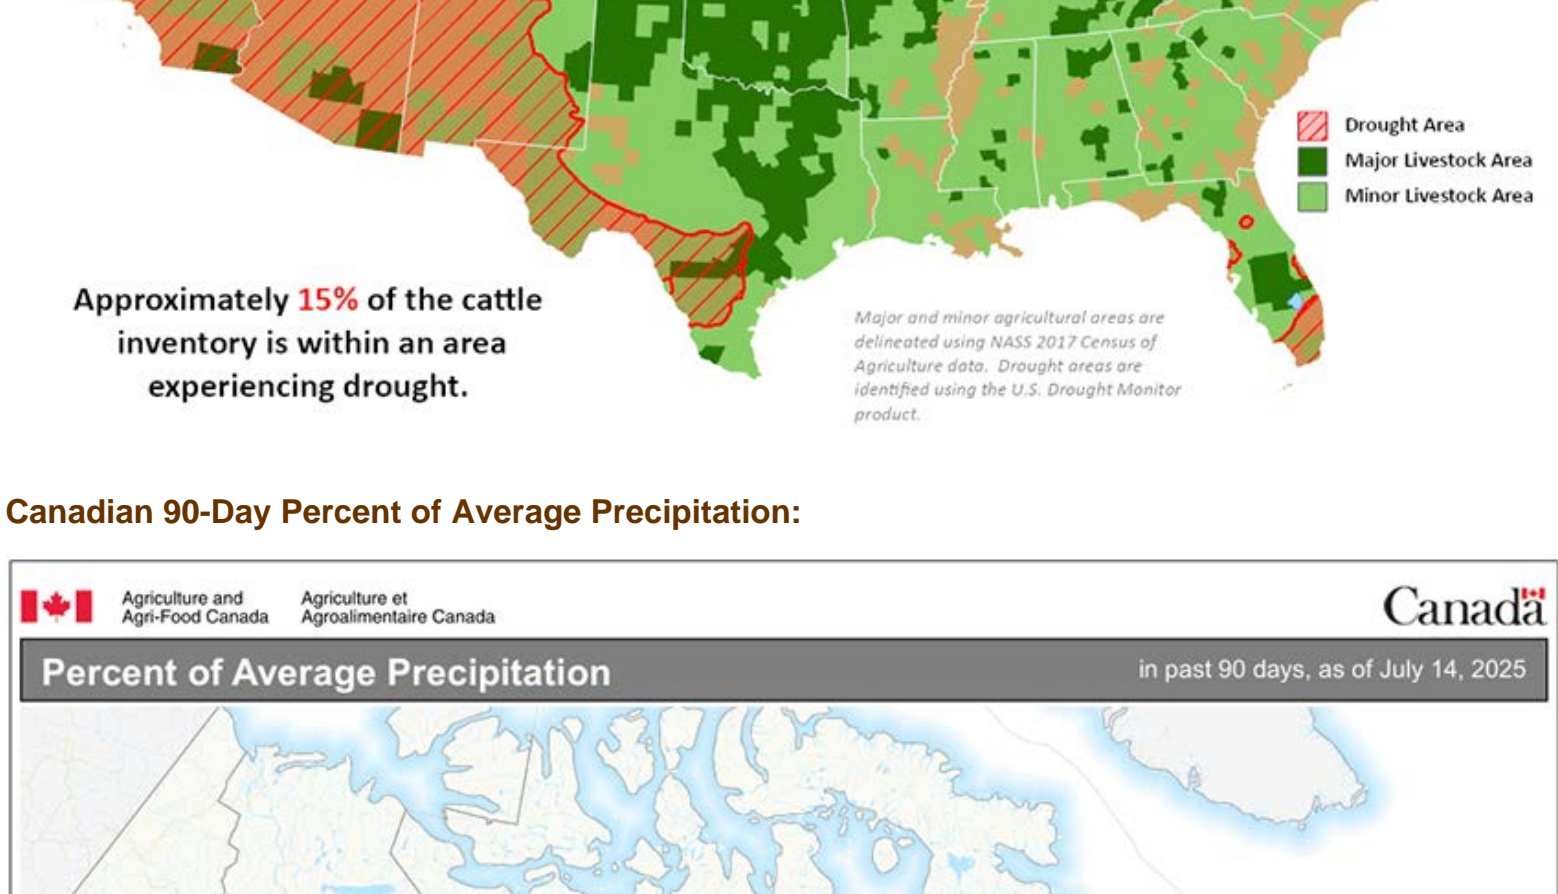 Drought Area
Major Livestock Area
Minor Livestock Area
Approximately 15% of the cattle
inventory is within an area
experiencing drought.
Major and minor agricultural areas are
delineated using NASS 2017 Census of
Agriculture data. Drought areas are
identified using the U.S. Drought Monitor
product.
Canadian 90-Day Percent of Average Precipitation:
Agriculture and
Agri-Food Canada
Agriculture et
Agroalimentaire Canada
Canada
Percent of Average Precipitation
in past 90 days, as of July 14, 2025